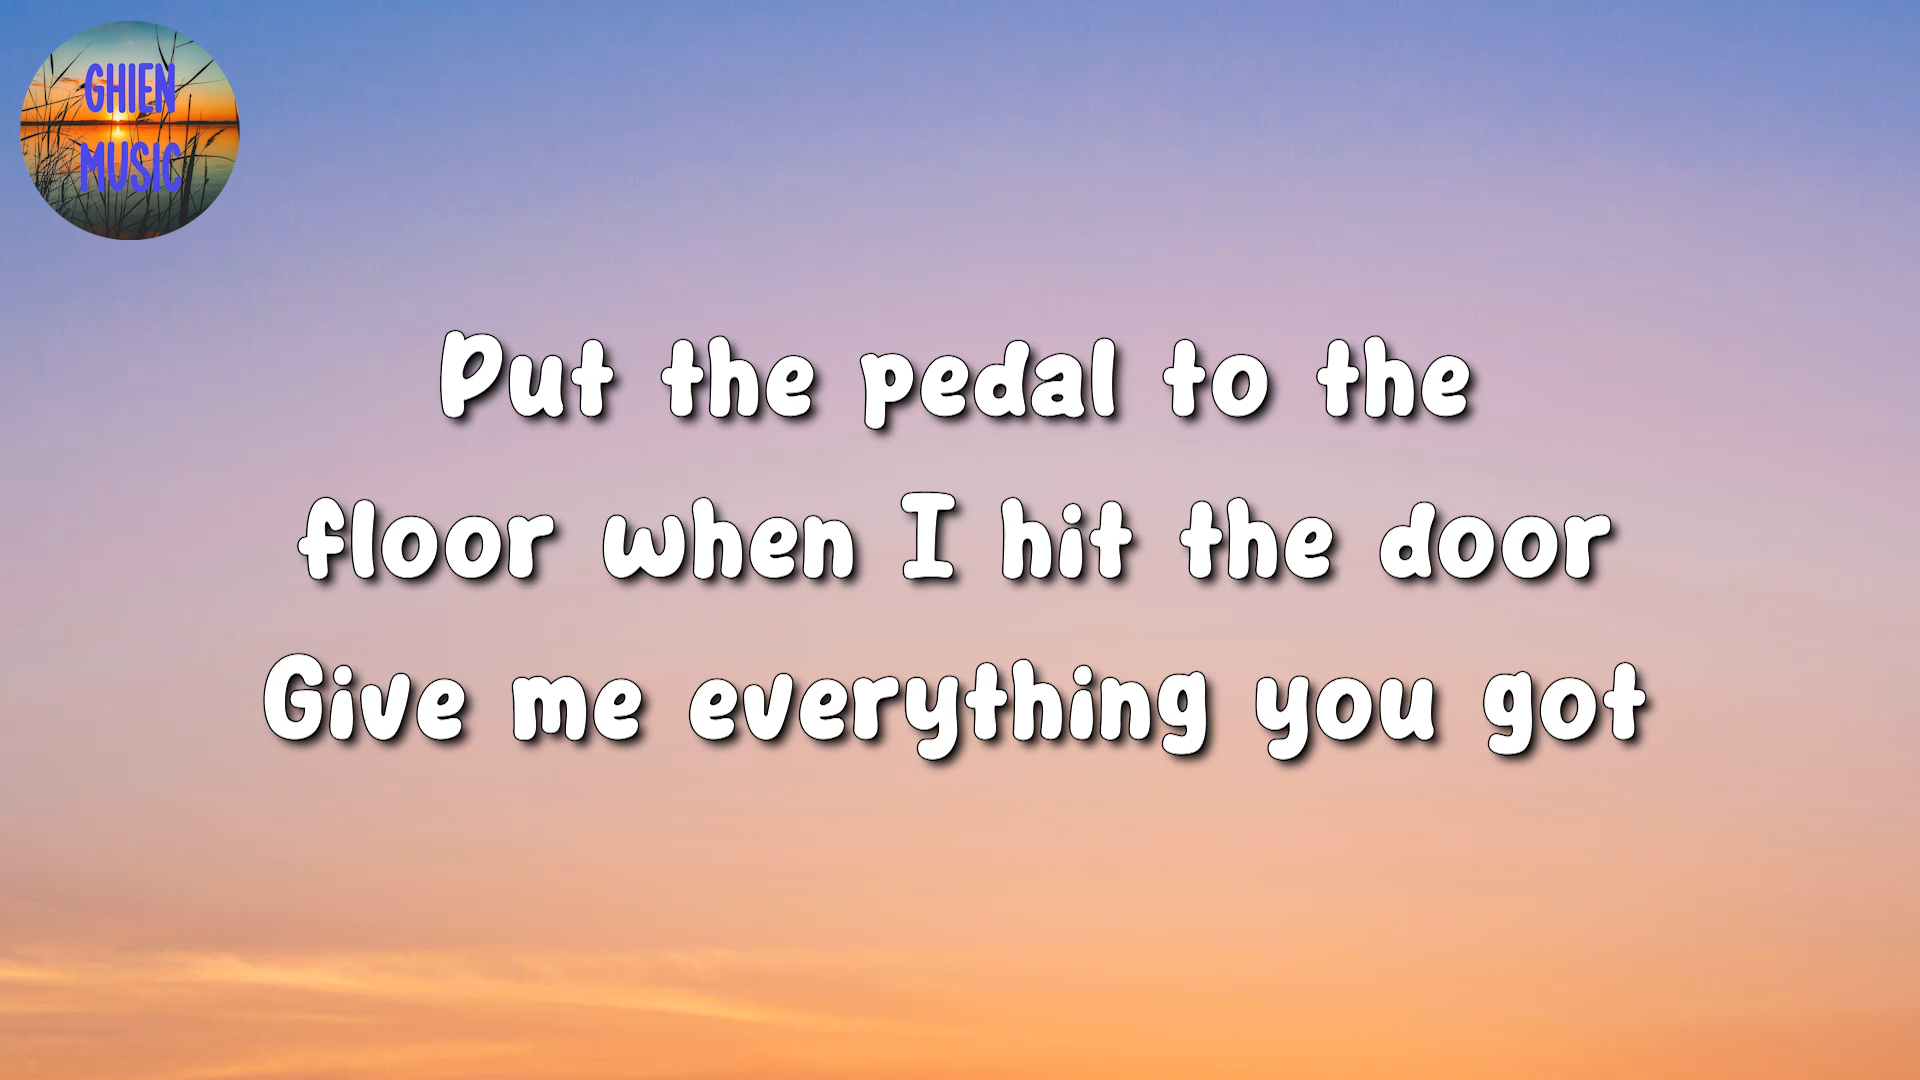 GHIEN
MUSIC
Put the pedal to the
floor when I hit the door
Give me everything you got